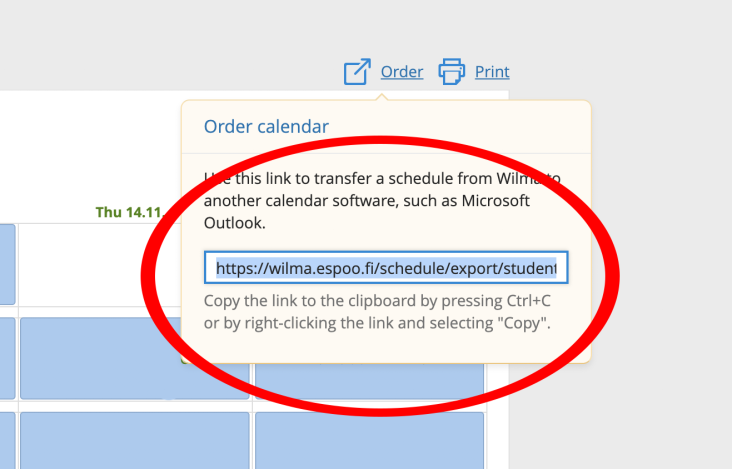 Order Print
Order calendar
Use this link to transfer a schedule from Wilma to
another calendar software, such as Microsoft
Outlook.
Thu 14.11.
https://wilma.espoo.fi/schedule/export/student
Copy the link to the clipboard by pressing Ctrl+C
or by right-clicking the link and selecting "Copy".